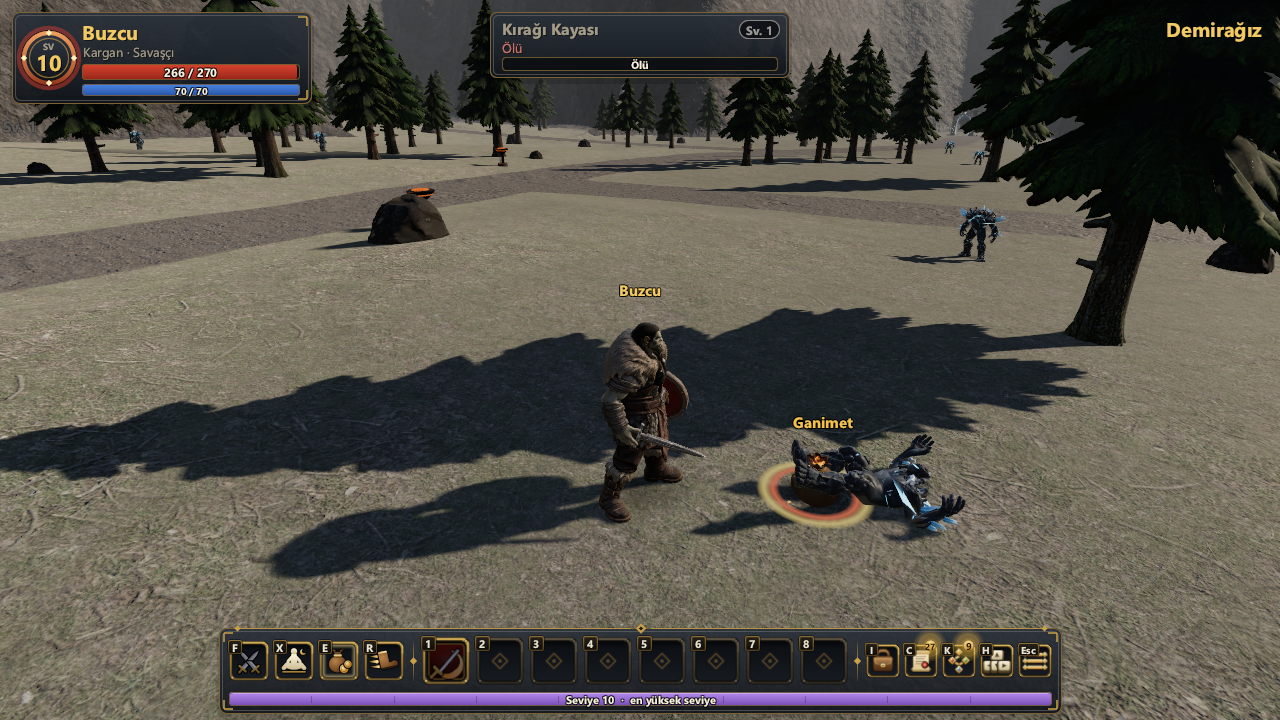 SV
10
Buzcu
Kargan · Savaşçı
266 / 270
70 / 70
Kırağı Kayası
Sv. 1
Ölü
Ölü
Demirağız
Buzcu
Ganimet
F
X
E
R
1
2
3
4
5
6
7
8
I
C
27
K
9
H
A
Esc
Seviye 10 · en yüksek seviye